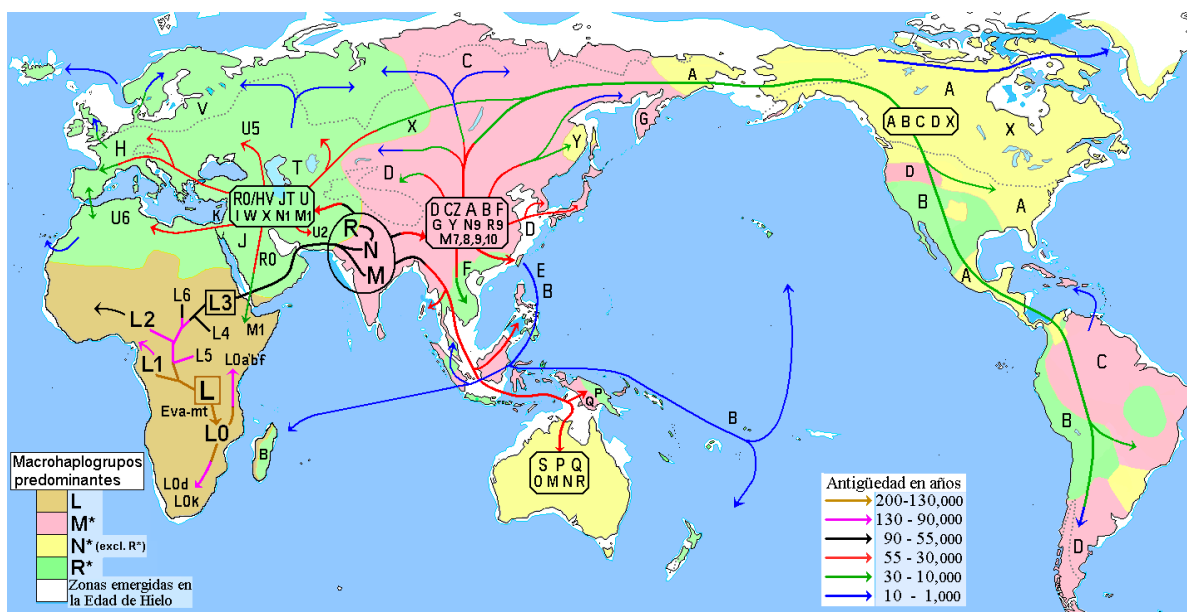 C
A
V
G
A
U5
X
A B C D X
X
H
Y
T
D
D
R0/HV JT U
I W X N1 M1
D CZ A B F
G Y N9 R9
M7,8,9,10
B
A
K
U6
U2
R
D
J
N
R0
M
F
E
B
A
L6
L3
L2
L4
M1
L5
L1
L0a'b'f
C
L
P
Q
Eva-mt
B
B
L0
B
S P Q
O M N R
L0d
L0k
D
Macrohaplogrupos
predominantes
L
M*
N* (excl. R*)
R*
Zonas emergidas en
la Edad de Hielo
Antigüedad en años
200-130,000
130 - 90,000
90 - 55,000
55 - 30,000
30 - 10,000
10 - 1,000